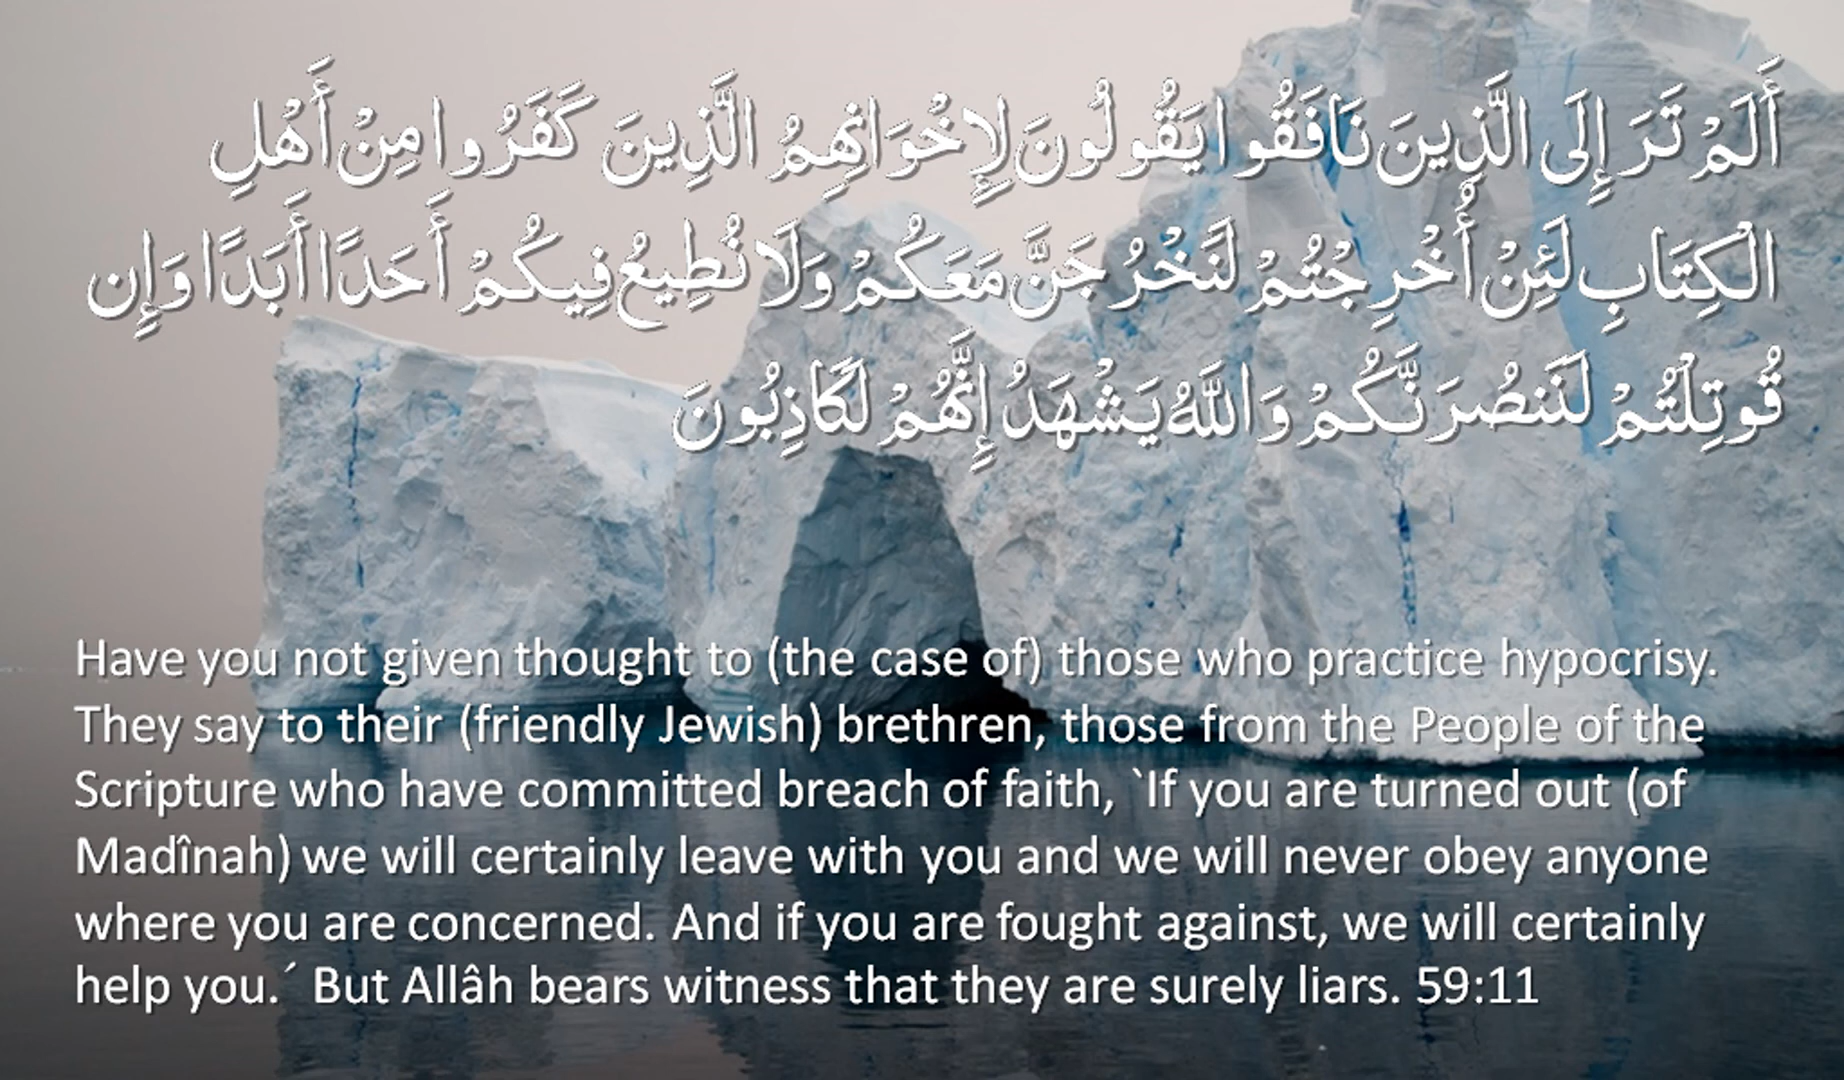 أَلَمْ تَرَ إِلَى الَّذِينَ نَافَقُوا يَقُولُونَ لِإِخْوَانِهِمُ الَّذِينَ كَفَرُوا مِنْ أَهْلِ
الْكِتَابِ لَئِنْ أُخْرِجْتُمْ لَنَخْرُجَنَّ مَعَكُمْ وَلَا نُطِيعُ فِيكُمْ أَحَدًا أَبَدًا وَإِن
قُوتِلْتُمْ لَنَنصُرَنَّكُمْ وَاللَّهُ يَشْهَدُ إِنَّهُمْ لَكَاذِبُونَ
Have you not given thought to (the case of) those who practice hypocrisy.
They say to their (friendly Jewish) brethren, those from the People of the
Scripture who have committed breach of faith, `If you are turned out (of
Madînah) we will certainly leave with you and we will never obey anyone
where you are concerned. And if you are fought against, we will certainly
help you.´ But Allâh bears witness that they are surely liars. 59:11